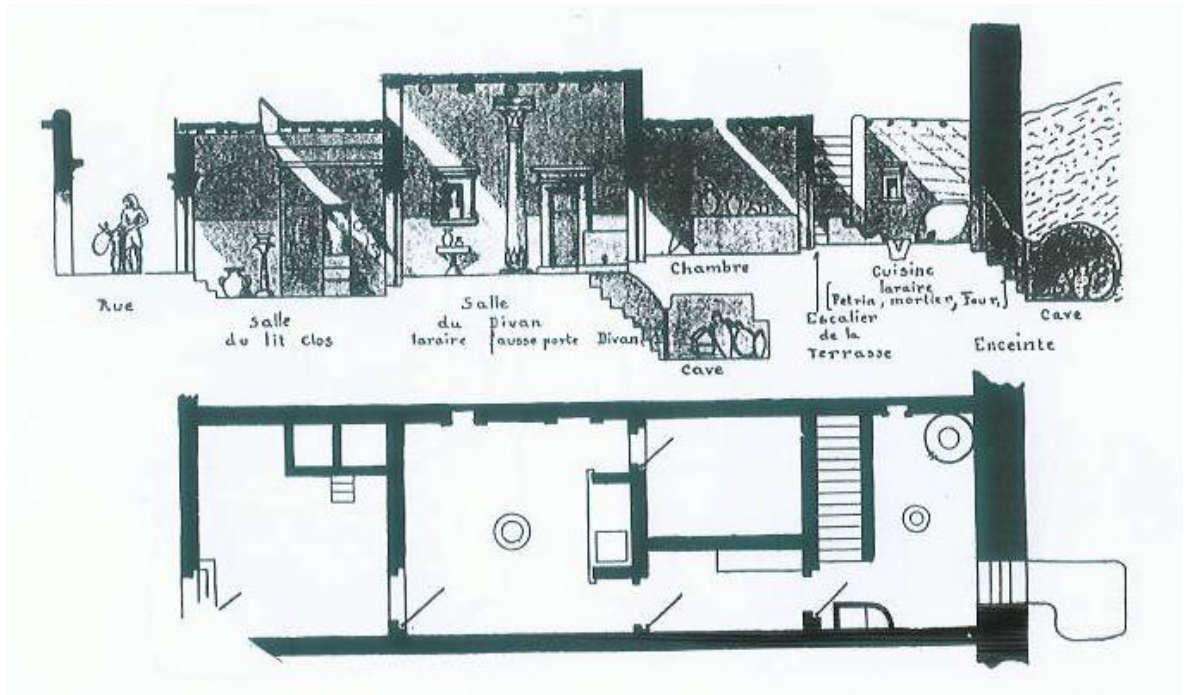 Rue
Salle
du lit clos
Salle
du Divan
laraire fausse porte Divan
Cave
Chambre
Escalier
de la
Terrasse
Cuisine
laraire
[Petrin, mortier, Four,]
Enceinte
Cave